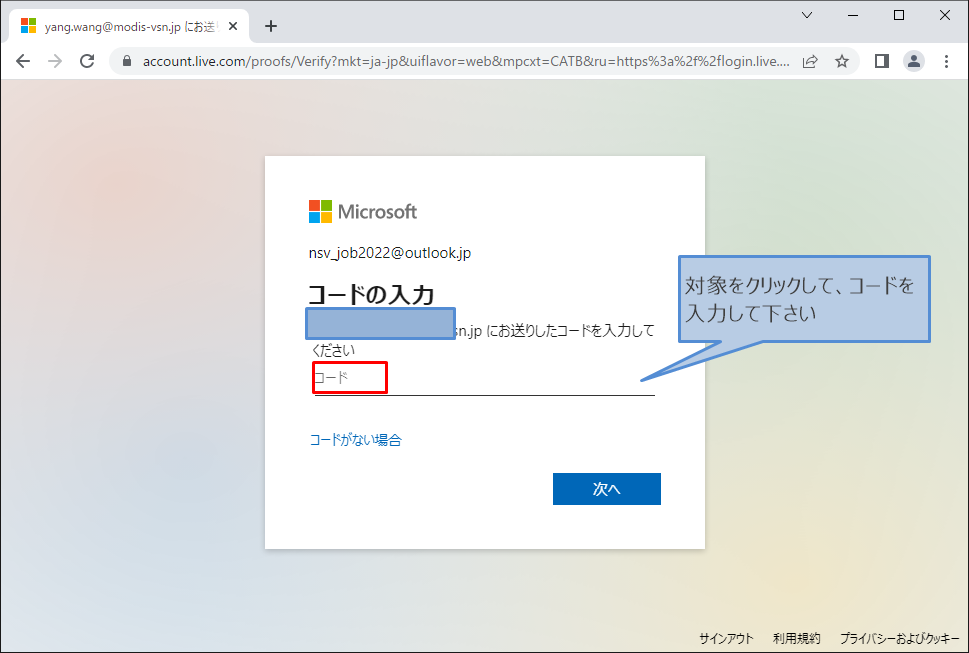 yang.wang@modis-vsn.jp にお送り
account.live.com/proofs/Verify?mkt=ja-jp&uiflavor=web&mpcxt=CATB&ru=https%3a%2f%2flogin.live....
Microsoft
nsv_job2022@outlook.jp
コードの入力
sn.jp にお送りしたコードを入力して
ください
コード
対象をクリックして、コードを
入力して下さい
コードがない場合
次へ
サインアウト 利用規約 プライバシーおよびクッキー